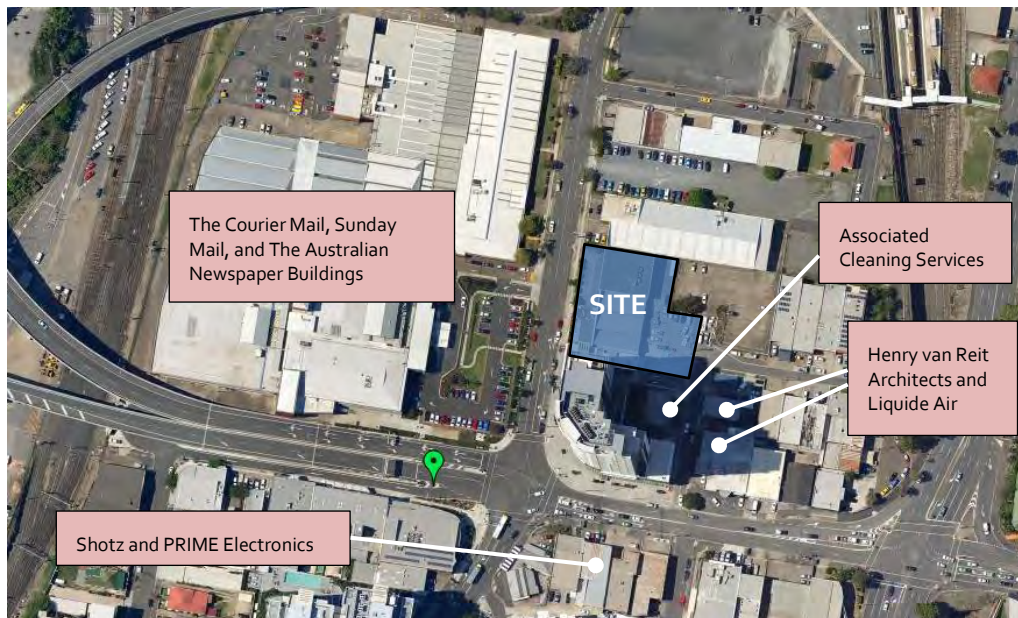 The Courier Mail, Sunday
Mail, and The Australian
Newspaper Buildings
SITE
Associated
Cleaning Services
Henry van Reit
Architects and
Liquide Air
Shotz and PRIME Electronics